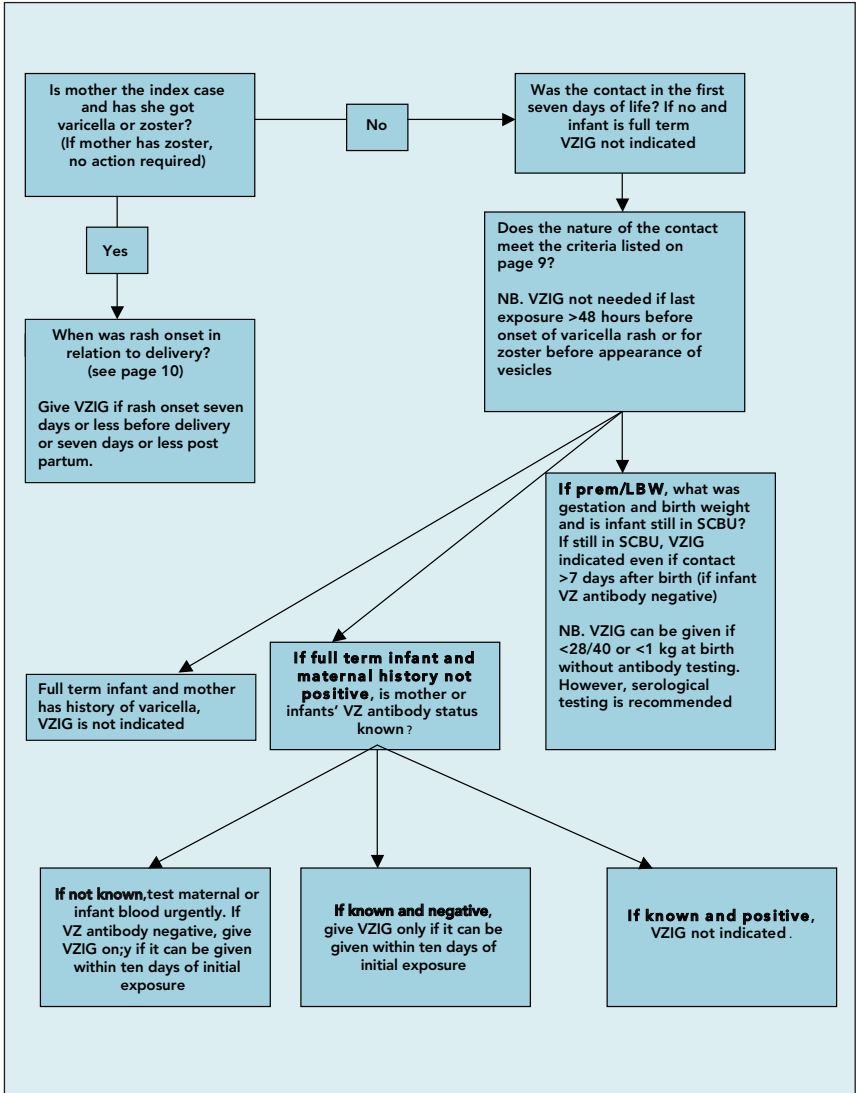 Is mother the index case
and has she got
varicella or zoster?
(If mother has zoster,
no action required)
No
Was the contact in the first
seven days of life? If no and
infant is full term
VZIG not indicated
Yes
Does the nature of the contact
meet the criteria listed on
page 9?
NB. VZIG not needed if last
exposure >48 hours before
onset of varicella rash or for
zoster before appearance of
vesicles
When was rash onset in
relation to delivery?
(see page 10)
Give VZIG if rash onset seven
days or less before delivery
or seven days or less post
partum.
If prem/LBW, what was
gestation and birth weight
and is infant still in SCBU?
If still in SCBU, VZIG
indicated even if contact
>7 days after birth (if infant
VZ antibody negative)
NB. VZIG can be given if
<28/40 or <1 kg at birth
without antibody testing.
However, serological
testing is recommended
Full term infant and mother
has history of varicella,
VZIG is not indicated
If full term infant and
maternal history not
positive, is mother or
infants' VZ antibody status
known?
If not known,test maternal or
infant blood urgently. If
VZ antibody negative, give
VZIG on;y if it can be given
within ten days of initial
exposure
If known and negative,
give VZIG only if it can be
given within ten days of
initial exposure
If known and positive,
VZIG not indicated.